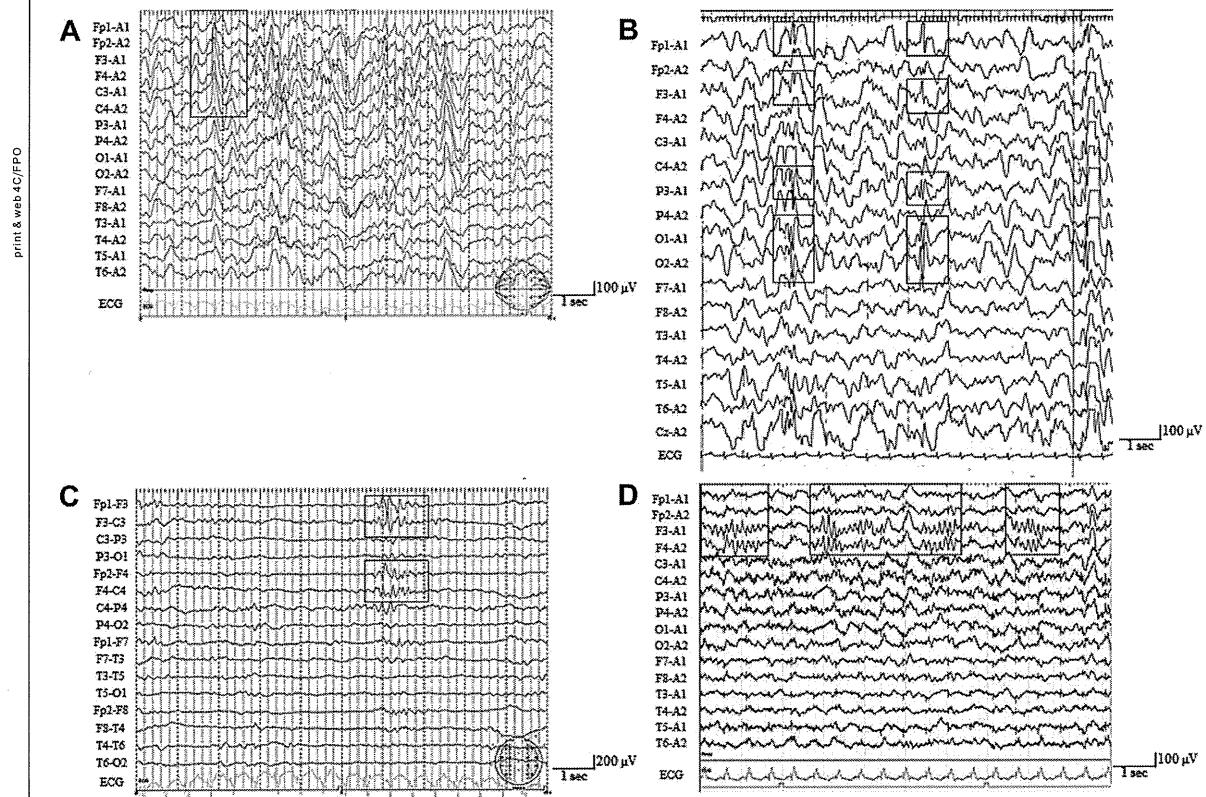 print & web 4C/FPO
A
Fp1-A1
Fp2-A2
F3-A1
F4-A2
C3-A1
C4-A2
P3-A1
P4-A2
O1-A1
O2-A2
F7-A1
F8-A2
T3-A1
T4-A2
T5-A1
T6-A2
ECG
100 µV
1 sec
B
Fp1-A1
Fp2-A2
F3-A1
F4-A2
C3-A1
C4-A2
P3-A1
P4-A2
O1-A1
O2-A2
F7-A1
F8-A2
T3-A1
T4-A2
T5-A1
T6-A2
Cz-A2
ECG
100 µV
1 sec
C
Fp1-F3
F3-C3
C3-P3
P3-O1
Fp2-F4
F4-C4
C4-P4
P4-O2
Fp1-F7
F7-T3
T3-T5
T5-O1
Fp2-F8
F8-T4
T4-T6
T6-O2
ECG
200 µV
1 sec
D
Fp1-A1
Fp2-A2
F3-A1
F4-A2
C3-A1
C4-A2
P3-A1
P4-A2
O1-A1
O2-A2
F7-A1
F8-A2
T3-A1
T4-A2
T5-A1
T6-A2
ECG
100 µV
1 sec